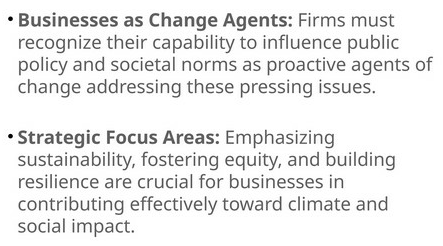 • Businesses as Change Agents: Firms must
recognize their capability to influence public
policy and societal norms as proactive agents of
change addressing these pressing issues.
• Strategic Focus Areas: Emphasizing
sustainability, fostering equity, and building
resilience are crucial for businesses in
contributing effectively toward climate and
social impact.